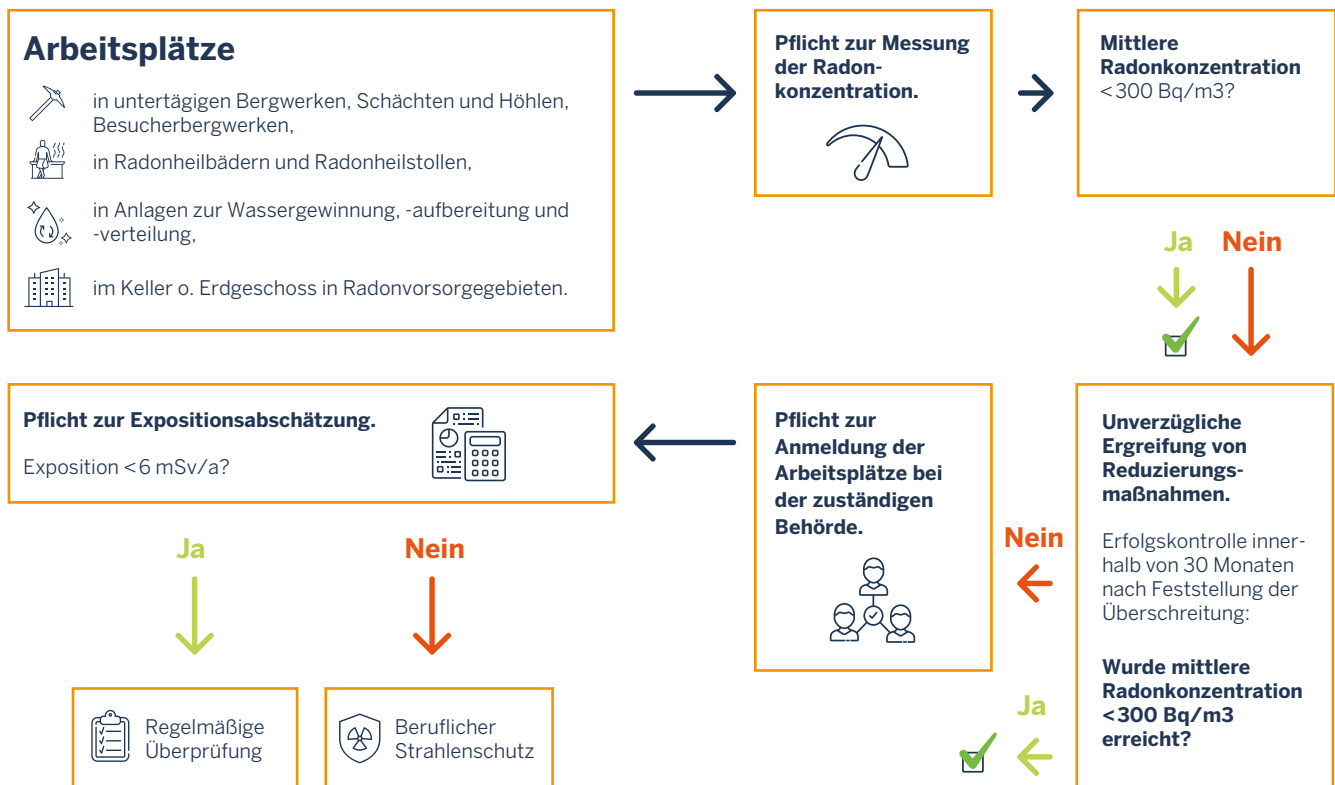 Arbeitsplätze
in untertägigen Bergwerken, Schächten und Höhlen,
Besucherbergwerken,
in Radonheilbädern und Radonheilstollen,
in Anlagen zur Wassergewinnung, -aufbereitung und
-verteilung,
im Keller o. Erdgeschoss in Radonvorsorgegebieten.
Pflicht zur Messung
der Radon-
konzentration.
Mittlere
Radonkonzentration
<300 Bq/m3?
Ja
Nein
Unverzügliche
Ergreifung von
Reduzierungs-
maßnahmen.
Erfolgskontrolle inner-
halb von 30 Monaten
nach Feststellung der
Überschreitung:
Wurde mittlere
Radonkonzentration
<300 Bq/m3
erreicht?
Nein
Ja
Pflicht zur
Anmeldung der
Arbeitsplätze bei
der zuständigen
Behörde.
Pflicht zur Expositionsabschätzung.
Exposition <6 mSv/a?
Ja
Nein
Regelmäßige
Überprüfung
Beruflicher
Strahlenschutz